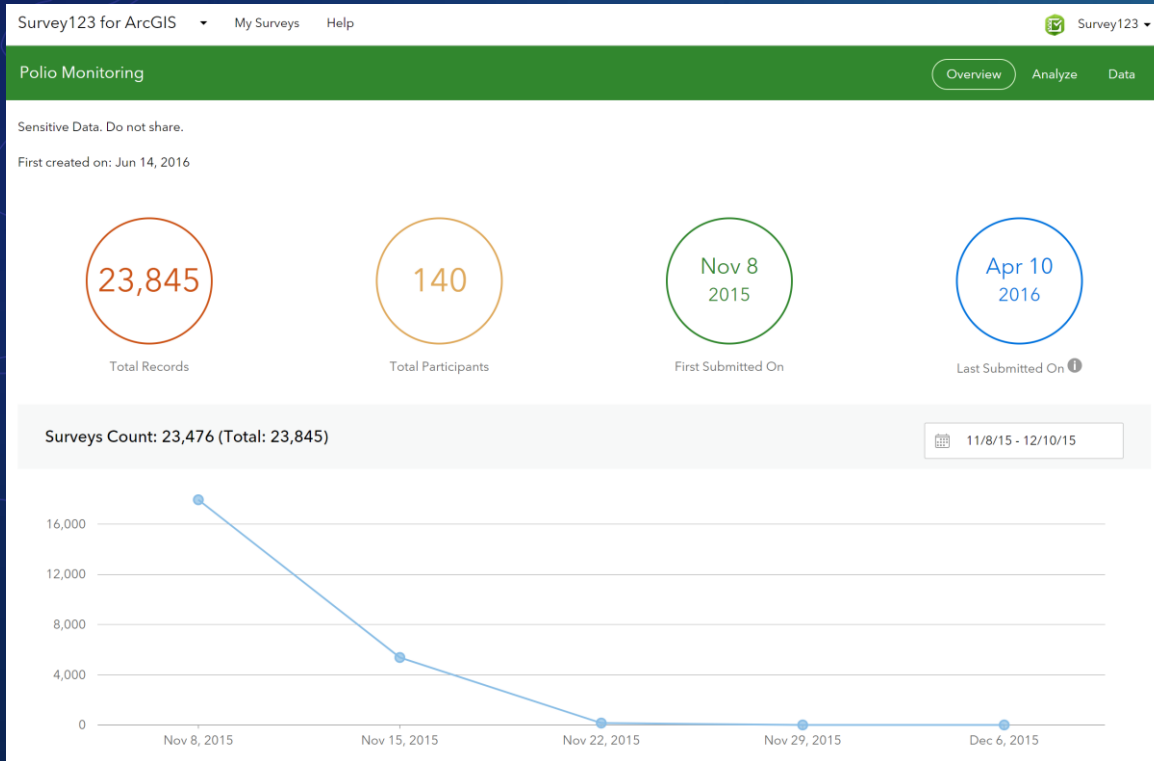 Survey123 for ArcGIS My Surveys Help Survey123
Polio Monitoring Overview Analyze Data
Sensitive Data. Do not share.
First created on: Jun 14, 2016
23,845 140 Nov 8 Apr 10
2015 2016
Total Records Total Participants First Submitted On Last Submitted On
Surveys Count: 23,476 (Total: 23,845) 11/8/15 - 12/10/15
16,000
12,000
8,000
4,000
0
Nov 8, 2015 Nov 15, 2015 Nov 22, 2015 Nov 29, 2015 Dec 6, 2015